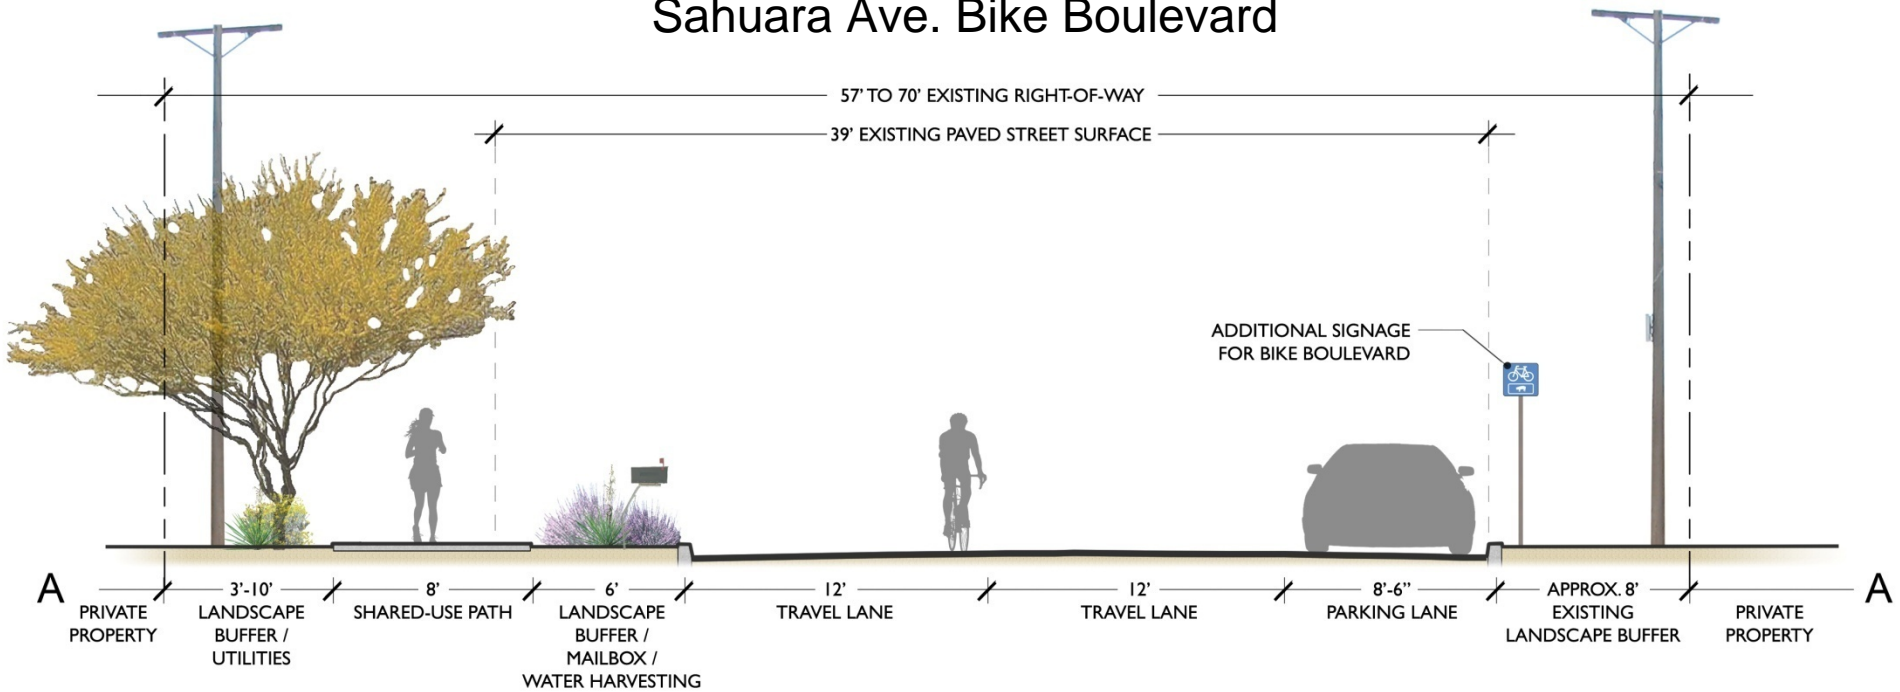 Sahuara Ave. Bike Boulevard
57' TO 70' EXISTING RIGHT-OF-WAY
39' EXISTING PAVED STREET SURFACE
ADDITIONAL SIGNAGE
FOR BIKE BOULEVARD
A
PRIVATE
PROPERTY
3'-10'
LANDSCAPE
BUFFER /
UTILITIES
8'
SHARED-USE PATH
6'
LANDSCAPE
BUFFER /
MAILBOX /
WATER HARVESTING
12'
TRAVEL LANE
12'
TRAVEL LANE
8'-6"
PARKING LANE
APPROX. 8'
EXISTING
LANDSCAPE BUFFER
PRIVATE
PROPERTY
A